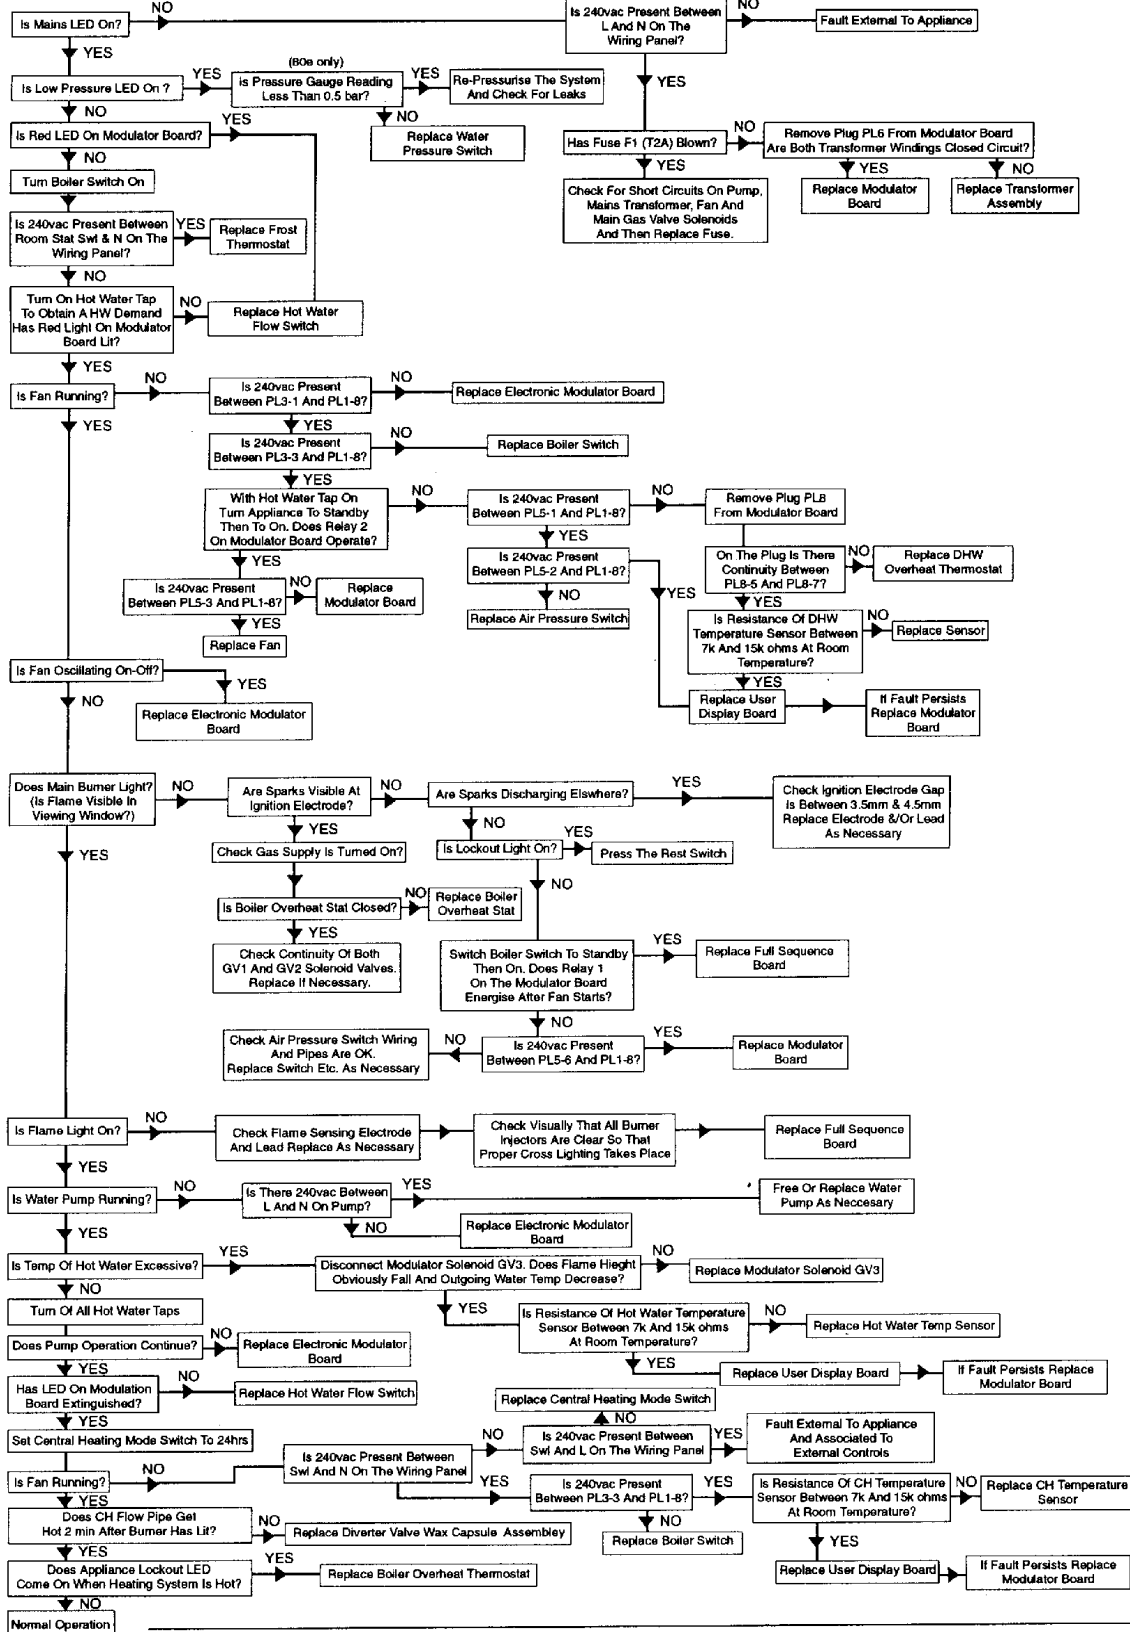 Is Mains LED On?
NO
Is 240vac Present Between
L And N On The
Wiring Panel?
NO
Fault External To Appliance
YES
YES
(80e only)
Is Low Pressure LED On ?
YES
Is Pressure Gauge Reading
Less Than 0.5 bar?
YES
Re-Pressurise The System
And Check For Leaks
NO
NO
Replace Water
Pressure Switch
Is Red LED On Modulator Board?
YES
Has Fuse F1 (T2A) Blown?
NO
Remove Plug PL6 From Modulator Board
Are Both Transformer Windings Closed Circuit?
NO
YES
YES
NO
Turn Boiler Switch On
Check For Short Circuits On Pump,
Mains Transformer, Fan And
Main Gas Valve Solenoids
And Then Replace Fuse.
Replace Modulator
Board
Replace Transformer
Assembly
Is 240vac Present Between
Room Stat Swl & N On The
Wiring Panel?
YES
Replace Frost
Thermostat
NO
Turn On Hot Water Tap
To Obtain A HW Demand
Has Red Light On Modulator
Board Lit?
NO
Replace Hot Water
Flow Switch
YES
Is Fan Running?
NO
Is 240vac Present
Between PL3-1 And PL1-8?
NO
Replace Electronic Modulator Board
YES
YES
Is 240vac Present
Between PL3-3 And PL1-8?
NO
Replace Boiler Switch
YES
With Hot Water Tap On
Turn Appliance To Standby
Then To On. Does Relay 2
On Modulator Board Operate?
NO
Is 240vac Present
Between PL5-1 And PL1-8?
NO
Remove Plug PL8
From Modulator Board
YES
YES
Is 240vac Present
Between PL5-2 And PL1-8?
On The Plug Is There
Continuity Between
PL8-5 And PL8-7?
NO
Replace DHW
Overheat Thermostat
Is 240vac Present
Between PL5-3 And PL1-8?
NO
Replace
Modulator Board
NO
YES
YES
YES
Replace Air Pressure Switch
Is Resistance Of DHW
Temperature Sensor Between
7k And 15k ohms At Room
Temperature?
NO
Replace Sensor
Replace Fan
Is Fan Oscillating On-Off?
YES
YES
NO
Replace Electronic Modulator
Board
Replace User
Display Board
If Fault Persists
Replace Modulator
Board
Does Main Burner Light?
(Is Flame Visible In
Viewing Window?)
NO
Are Sparks Visible At
Ignition Electrode?
NO
Are Sparks Discharging Elswhere?
YES
Check Ignition Electrode Gap
Is Between 3.5mm & 4.5mm
Replace Electrode &/Or Lead
As Necessary
YES
NO
YES
Check Gas Supply Is Turned On?
Is Lockout Light On?
YES
Press The Rest Switch
NO
Is Boiler Overheat Stat Closed?
NO
Replace Boiler
Overheat Stat
YES
Check Continuity Of Both
GV1 And GV2 Solenoid Valves.
Replace If Necessary.
Switch Boiler Switch To Standby
Then On. Does Relay 1
On The Modulator Board
Energise After Fan Starts?
YES
Replace Full Sequence
Board
NO
Check Air Pressure Switch Wiring
And Pipes Are OK.
Replace Switch Etc. As Necessary
NO
Is 240vac Present
Between PL5-6 And PL1-8?
YES
Replace Modulator
Board
Is Flame Light On?
NO
Check Flame Sensing Electrode
And Lead Replace As Necessary
Check Visually That All Burner
Injectors Are Clear So That
Proper Cross Lighting Takes Place
Replace Full Sequence
Board
YES
Is Water Pump Running?
NO
Is There 240vac Between
L And N On Pump?
YES
Free Or Replace Water
Pump As Neccesary
YES
NO
Replace Electronic Modulator
Board
Is Temp Of Hot Water Excessive?
YES
Disconnect Modulator Solenoid GV3. Does Flame Hieght
Obviously Fall And Outgoing Water Temp Decrease?
NO
Replace Modulator Solenoid GV3
NO
YES
Turn Of All Hot Water Taps
Is Resistance Of Hot Water Temperature
Sensor Between 7k And 15k ohms
At Room Temperature?
NO
Replace Hot Water Temp Sensor
Does Pump Operation Continue?
NO
Replace Electronic Modulator
Board
YES
YES
Replace User Display Board
If Fault Persists Replace
Modulator Board
Has LED On Modulation
Board Extinguished?
NO
Replace Hot Water Flow Switch
Replace Central Heating Mode Switch
YES
NO
Set Central Heating Mode Switch To 24hrs
Is 240vac Present Between
Swl And N On The Wiring Panel
NO
Is 240vac Present Between
Swl And L On The Wiring Panel
YES
Fault External To Appliance
And Associated To
External Controls
Is Fan Running?
NO
YES
Is 240vac Present
Between PL3-3 And PL1-8?
YES
Is Resistance Of CH Temperature
Sensor Between 7k And 15k ohms
At Room Temperature?
NO
Replace CH Temperature
Sensor
YES
Does CH Flow Pipe Get
Hot 2 min After Burner Has Lit?
NO
Replace Diverter Valve Wax Capsule Assembley
NO
Replace Boiler Switch
YES
YES
Does Appliance Lockout LED
Come On When Heating System Is Hot?
YES
Replace Boiler Overheat Thermostat
Replace User Display Board
If Fault Persists Replace
Modulator Board
NO
Normal Operation